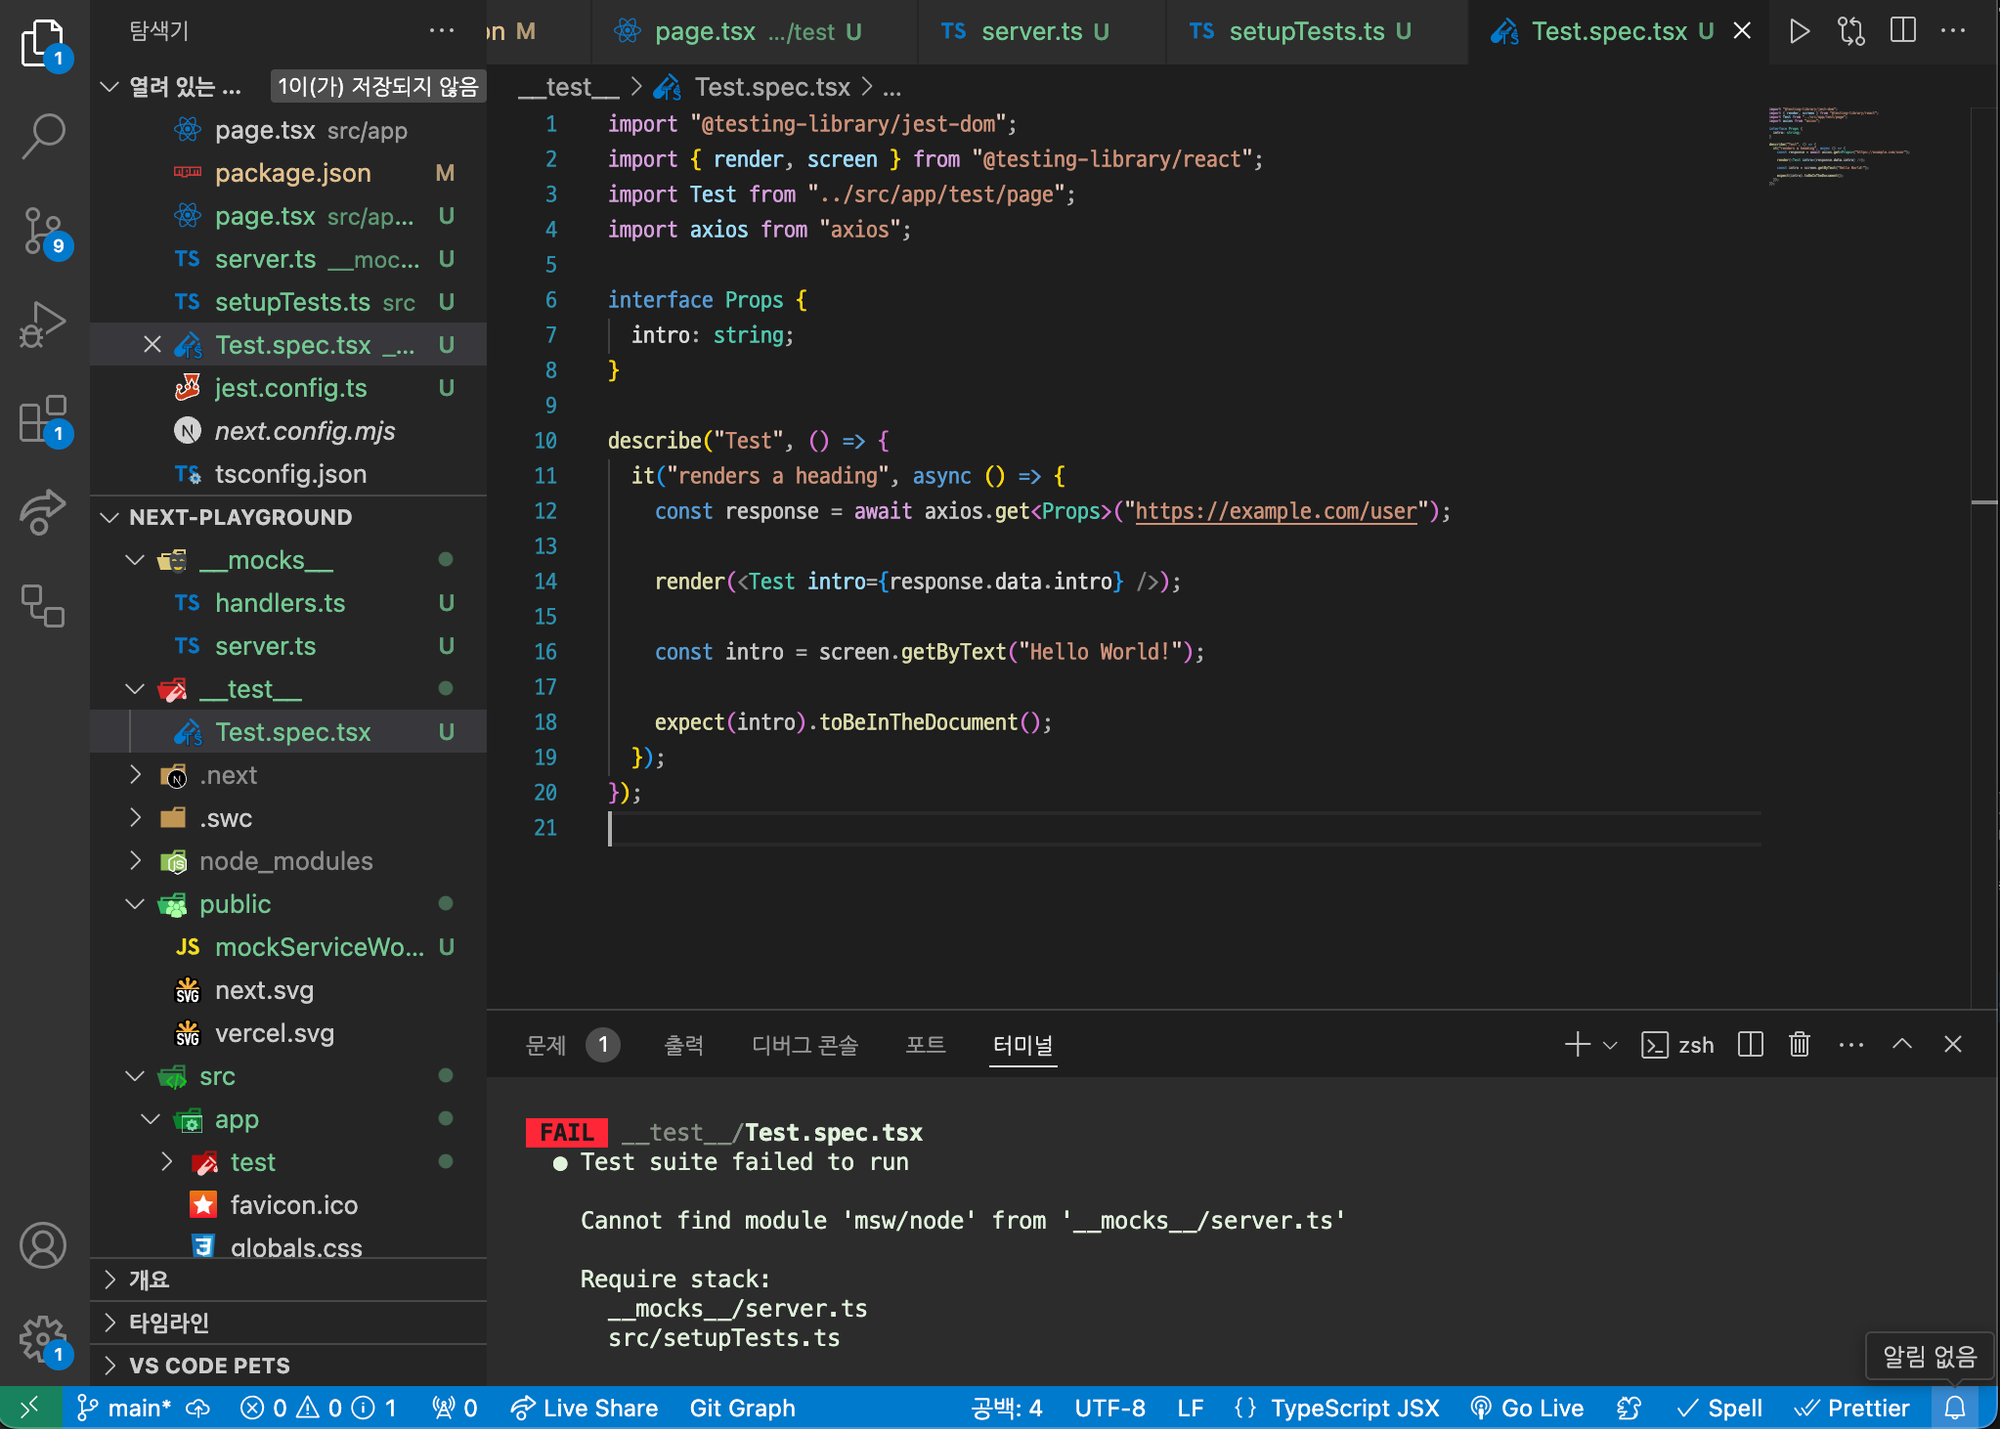 탐색기
열려 있는 ...
1이(가) 저장되지 않음
page.tsx src/app
package.json M
page.tsx src/ap... U
server.ts __moc... U
setupTests.ts src U
Test.spec.tsx _... U
jest.config.ts U
next.config.mjs
tsconfig.json
NEXT-PLAYGROUND
__mocks__
handlers.ts U
server.ts U
__test__
Test.spec.tsx U
.next
.swc
node_modules
public
mockServiceWo... U
next.svg
vercel.svg
src
app
test
favicon.ico
globals.css
개요
타임라인
VS CODE PETS
on M
page.tsx .../test U
TS server.ts U
TS setupTests.ts U
Test.spec.tsx U
__test__ > Test.spec.tsx > ...
1 import "@testing-library/jest-dom";
2 import { render, screen } from "@testing-library/react";
3 import Test from "../src/app/test/page";
4 import axios from "axios";
5
6 interface Props {
7 intro: string;
8 }
9
10 describe("Test", () => {
11 it("renders a heading", async () => {
12 const response = await axios.get<Props>("https://example.com/user");
13
14 render(<Test intro={response.data.intro} />);
15
16 const intro = screen.getByText("Hello World!");
17
18 expect(intro).toBeInTheDocument();
19 });
20 });
21
문제 1 출력 디버그 콘솔 포트 터미널
zsh
FAIL __test__/Test.spec.tsx
● Test suite failed to run
Cannot find module 'msw/node' from '__mocks__/server.ts'
Require stack:
__mocks__/server.ts
src/setupTests.ts
알림 없음
main* 0 0 1 0 Live Share Git Graph 공백: 4 UTF-8 LF {} TypeScript JSX Go Live Spell Prettier